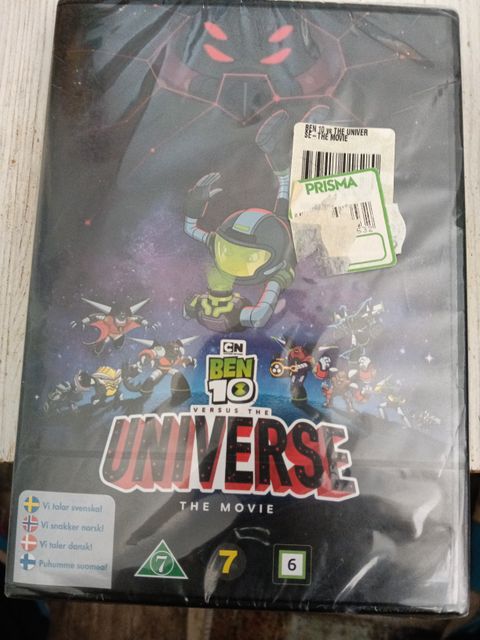 BEN 10 vs THE UNIVER
SE - THE MOVIE
PRISMA
CN
BEN
10
VERSUS THE
UNIVERSE
THE MOVIE
Vi talar svenska!
Vi snakker norsk!
Vi taler dansk!
Puhumme suomea!
7
7
6